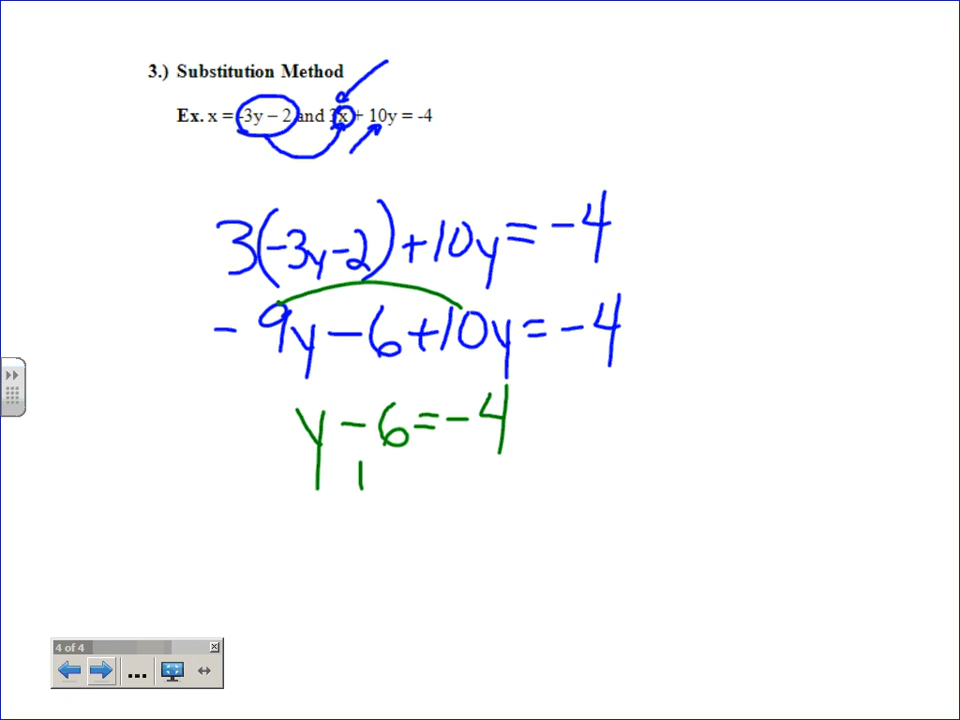 3.) Substitution Method
Ex. x = -3y – 2 and 3x + 10y = -4
3(-3y-2)+10y=-4
-9y-6+10y=-4
y-6=-4
4 of 4
...